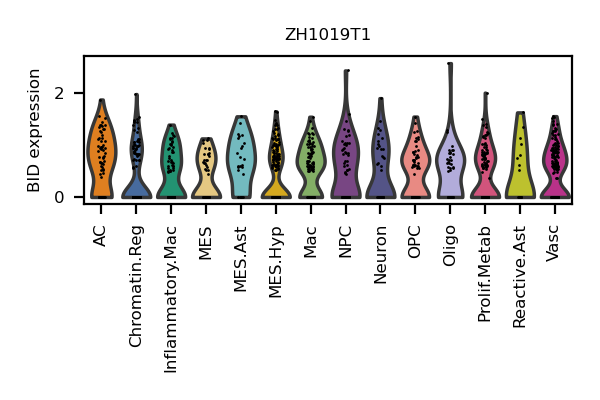 ZH1019T1
BID expression
2
0
AC
Chromatin.Reg
Inflammatory.Mac
MES
MES.Ast
MES.Hyp
Mac
NPC
Neuron
OPC
Oligo
Prolif.Metab
Reactive.Ast
Vasc